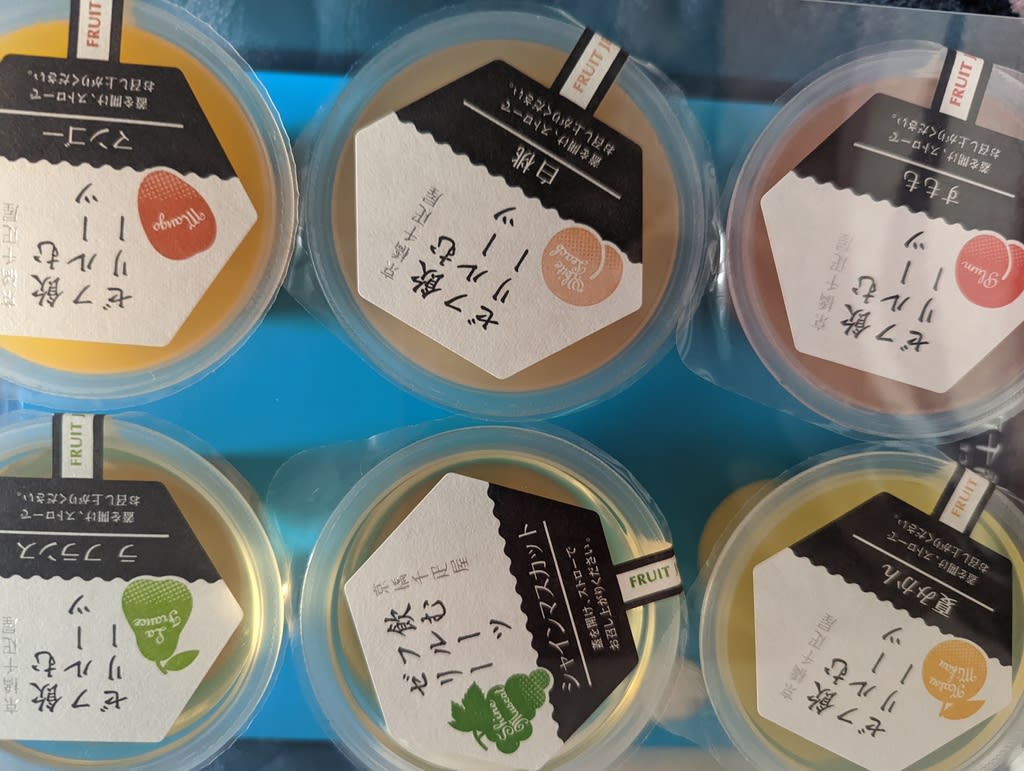 FRUIT
蓋を開け、ストローで
お召し上がりください。
マンゴー
Mango
京橋千疋屋
飲む
フルーツ
ゼリー
FRUIT
蓋を開け、ストローで
お召し上がりください。
白桃
White
Peach
京橋千疋屋
飲む
フルーツ
ゼリー
FRUIT
蓋を開け、ストローで
お召し上がりください。
すもも
Plum
京橋千疋屋
飲む
フルーツ
ゼリー
FRUIT
蓋を開け、ストローで
お召し上がりください。
ラ フランス
La
France
京橋千疋屋
飲む
フルーツ
ゼリー
京橋千疋屋
飲む
フルーツ
ゼリー
Shine
Muscat
シャインマスカット
蓋を開け、ストローで
お召し上がりください。
FRUIT
FRUIT
蓋を開け、ストローで
お召し上がりください。
夏みかん
Natsu
Mikan
京橋千疋屋
飲む
フルーツ
ゼリー